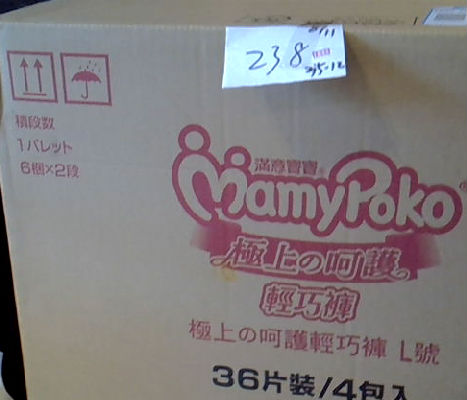 238
積段数
1パレット
6個×2段
滿意寶寶
MamyPoko
極上の呵護
輕巧褲
極上の呵護輕巧褲 L號
36片裝/4包入